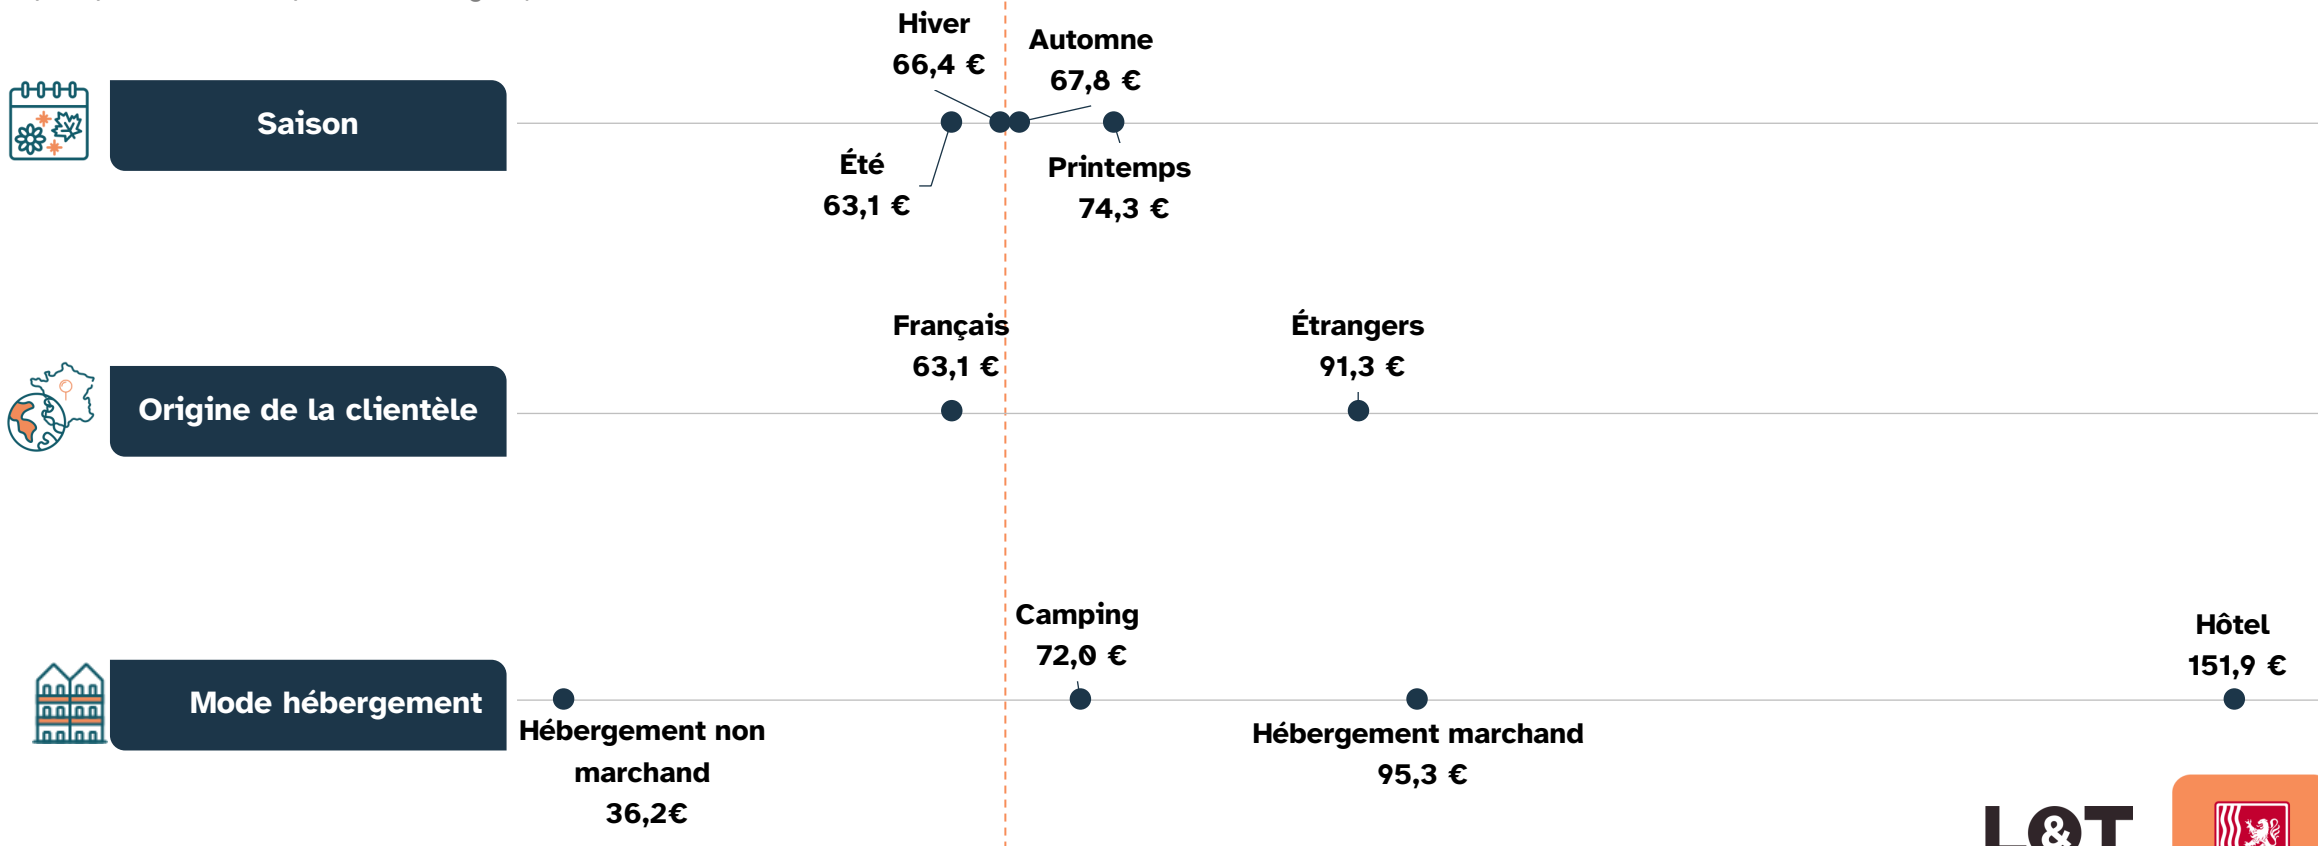 Hiver
66,4 €
Automne
67,8 €
Saison
Été
63,1 €
Printemps
74,3 €
Français
63,1 €
Étrangers
91,3 €
Origine de la clientèle
Camping
72,0 €
Hôtel
151,9 €
Mode hébergement
Hébergement non
marchand
36,2€
Hébergement marchand
95,3 €
L&T